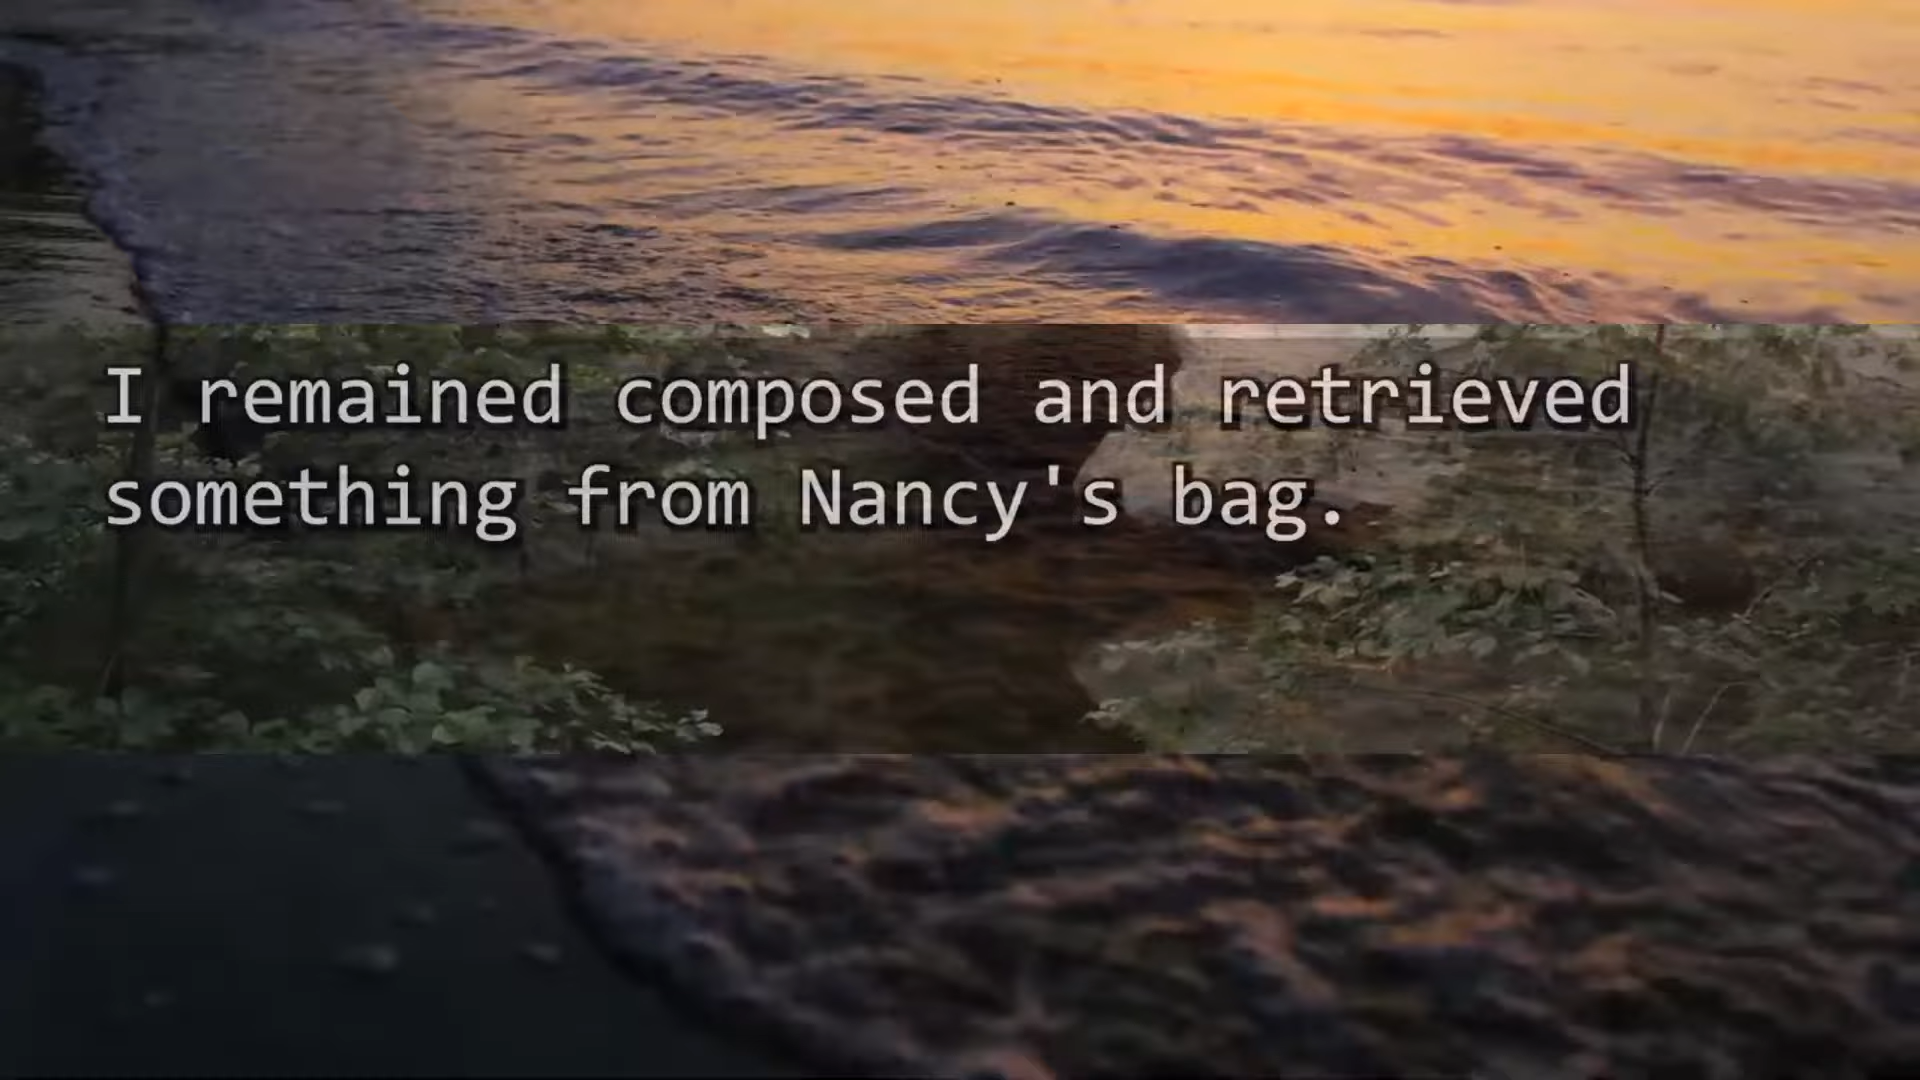 I remained composed and retrieved
something from Nancy's bag.